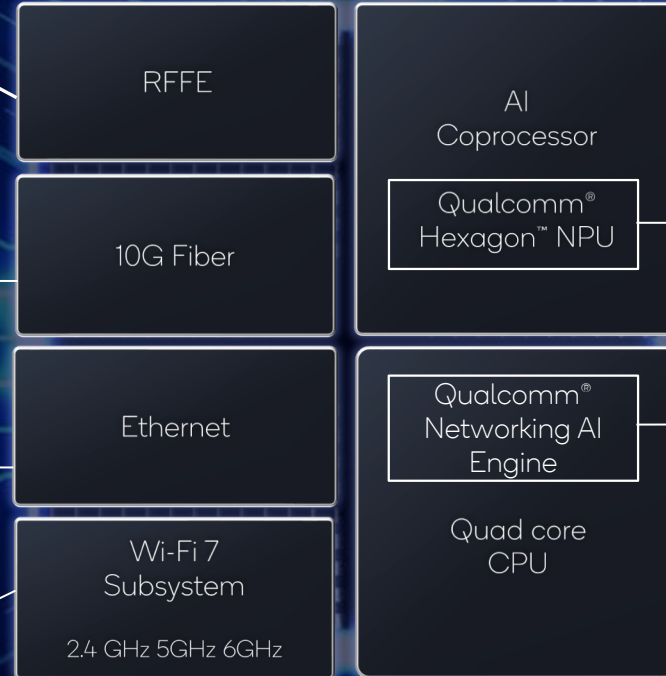 RFFE
10G Fiber
Ethernet
Wi-Fi 7
Subsystem
2.4 GHz 5GHz 6GHz
AI
Coprocessor
Qualcomm®
Hexagon™ NPU
Qualcomm®
Networking AI
Engine
Quad core
CPU